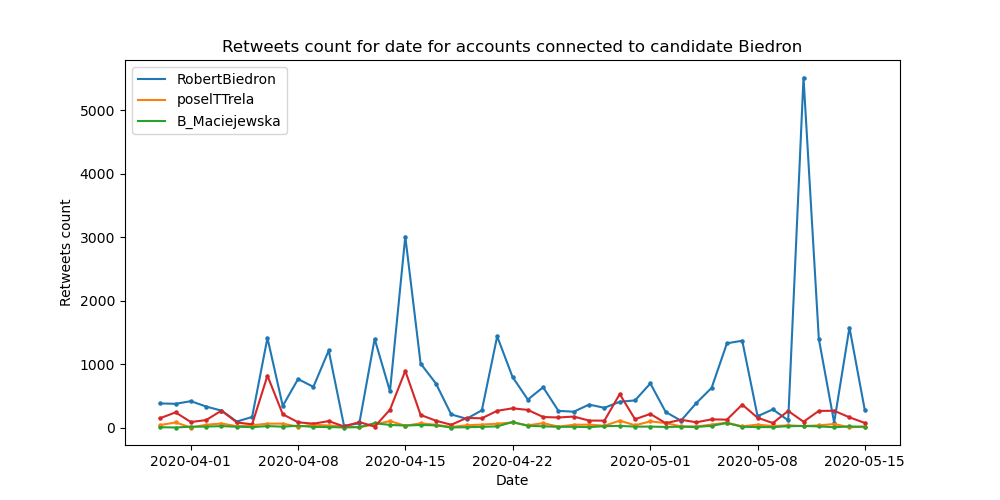 Retweets count for date for accounts connected to candidate Biedron
RobertBiedron
poselTTrela
B_Maciejewska
5000
4000
3000
2000
1000
0
Retweets count
2020-04-01
2020-04-08
2020-04-15
2020-04-22
2020-05-01
2020-05-08
2020-05-15
Date